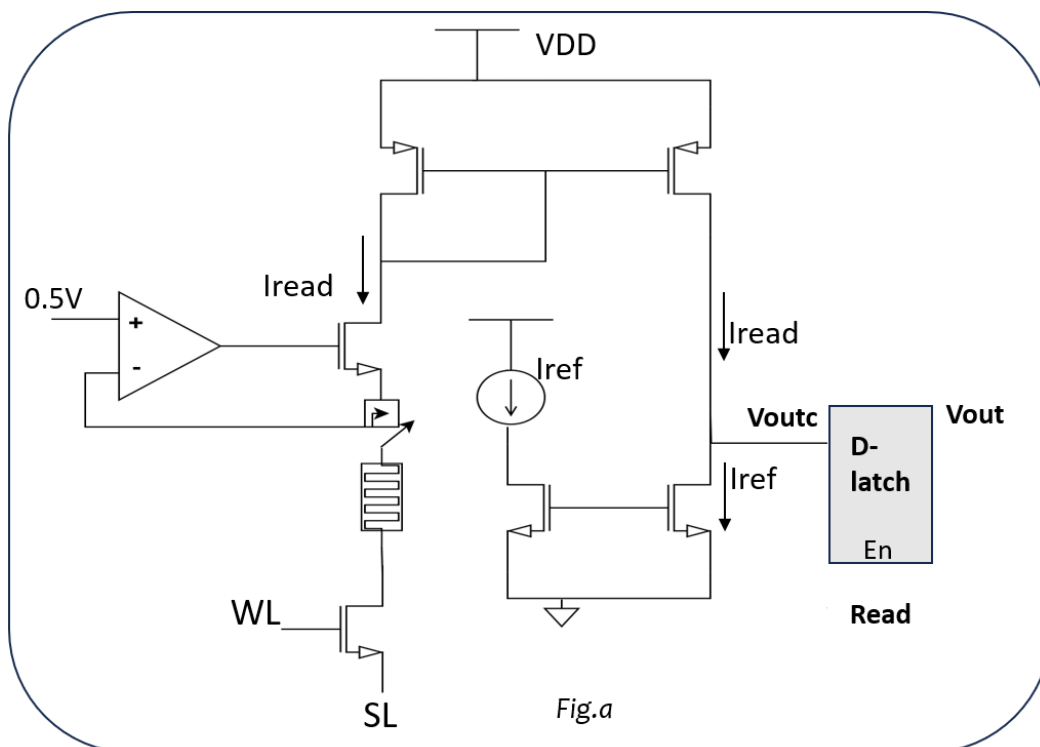 VDD
Iread
0.5V
+
-
Iref
Iread
Voutc
Vout
D-
latch
Iref
En
WL
Read
SL
Fig.a